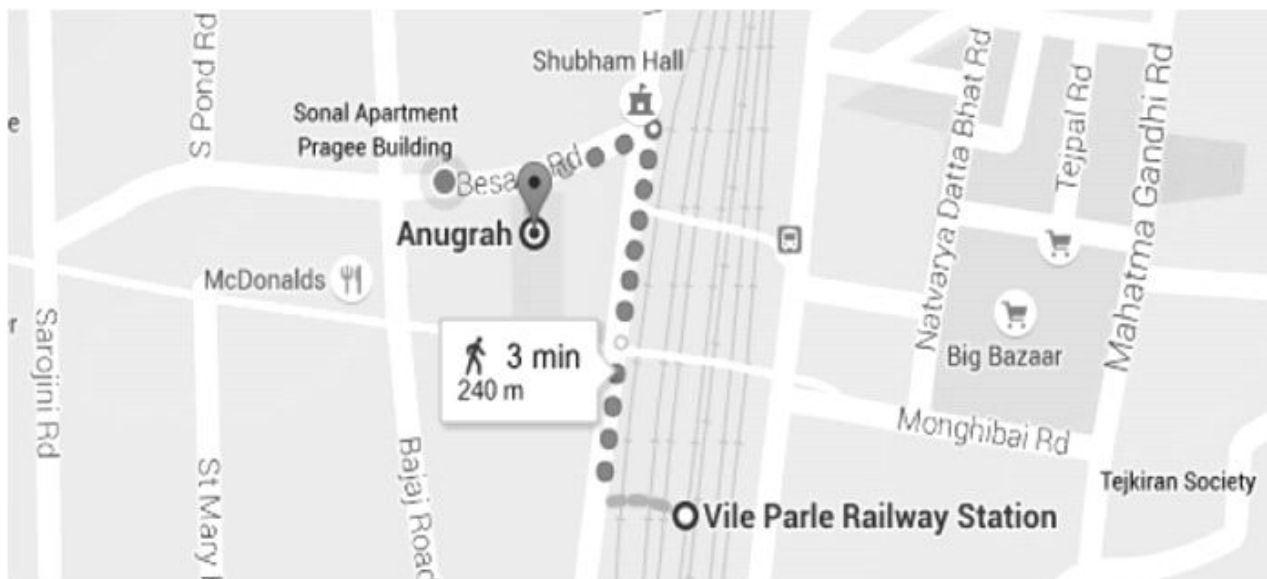 S Pond Rd
Shubham Hall
Sonal Apartment
Pragee Building
Rd
Anugrah
McDonalds
3 min
240 m
Sarojini Rd
St Mary
Bajaj Road
Natvarya Datta Bhat Rd
Tejpal Rd
Mahatma Gandhi Rd
Big Bazaar
Monghibai Rd
Tejkiran Society
Vile Parle Railway Station